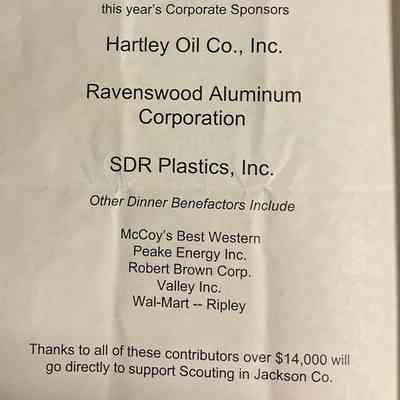 this year's Corporate Sponsors
Hartley Oil Co., Inc.
Ravenswood Aluminum
Corporation
SDR Plastics, Inc.
Other Dinner Benefactors Include
McCoy's Best Western
Peake Energy Inc.
Robert Brown Corp.
Valley Inc.
Wal-Mart -- Ripley
Thanks to all of these contributors over $14,000 will
go directly to support Scouting in Jackson Co.